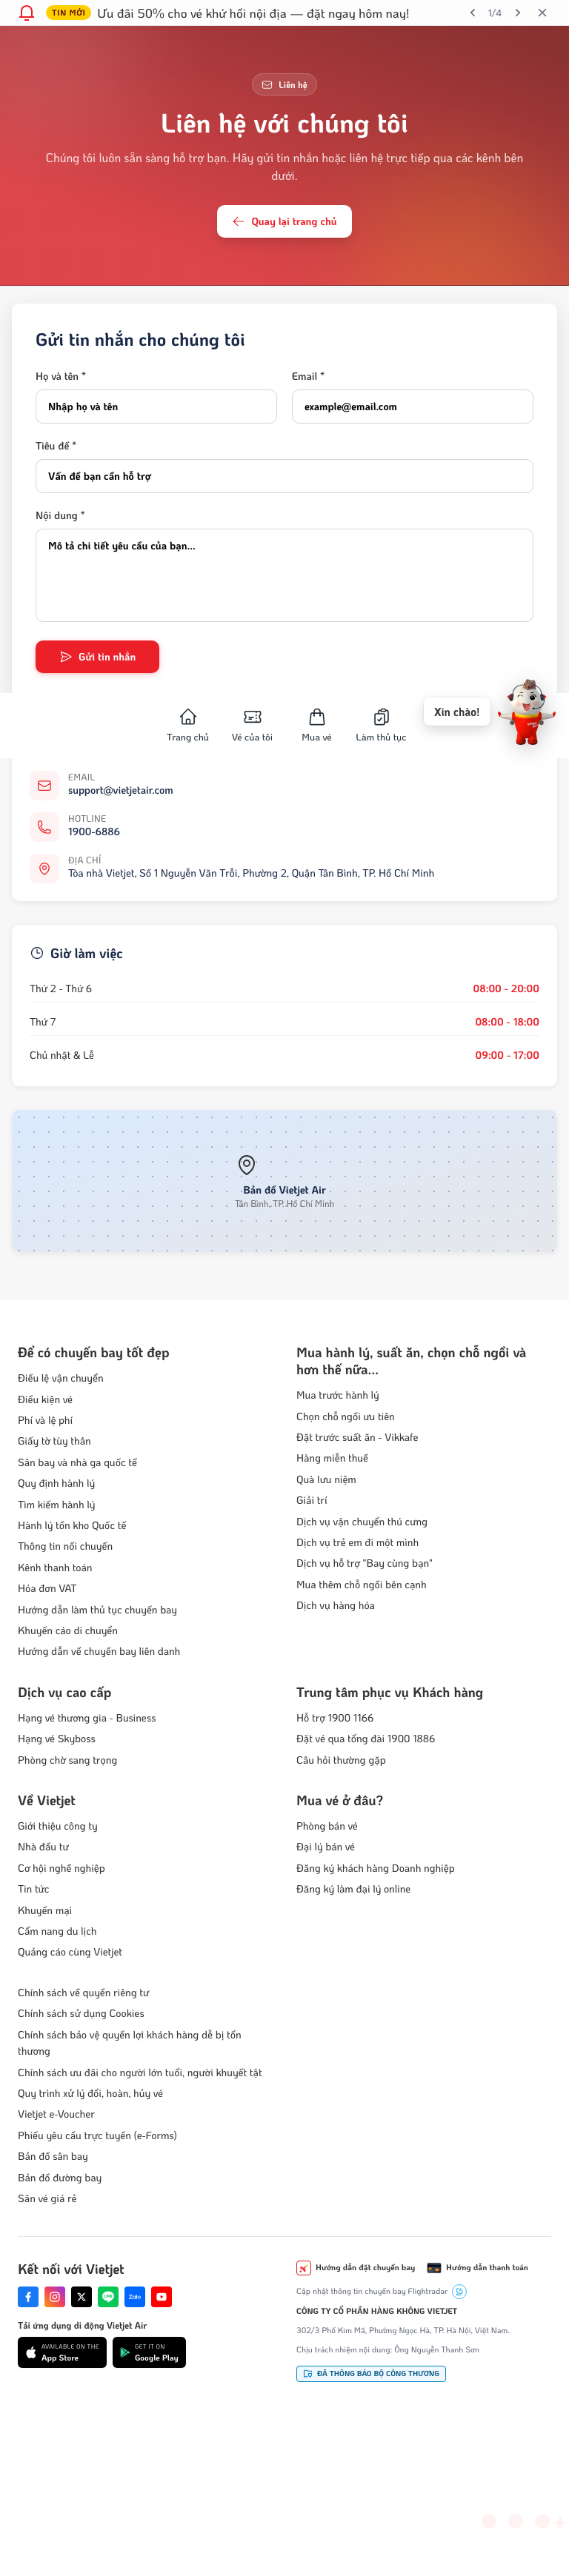 TIN MỚI Ưu đãi 50% cho vé khứ hồi nội địa — đặt ngay hôm nay! 1/4
Liên hệ
Liên hệ với chúng tôi
Chúng tôi luôn sẵn sàng hỗ trợ bạn. Hãy gửi tin nhắn hoặc liên hệ trực tiếp qua các kênh bên
dưới.
Quay lại trang chủ
Gửi tin nhắn cho chúng tôi
Họ và tên *
Nhập họ và tên
Email *
example@email.com
Tiêu đề *
Vấn đề bạn cần hỗ trợ
Nội dung *
Mô tả chi tiết yêu cầu của bạn...
Gửi tin nhắn
Trang chủ
Vé của tôi
Mua vé
Làm thủ tục
Xin chào!
EMAIL
support@vietjetair.com
HOTLINE
1900-6886
ĐỊA CHỈ
Tòa nhà Vietjet, Số 1 Nguyễn Văn Trỗi, Phường 2, Quận Tân Bình, TP. Hồ Chí Minh
Giờ làm việc
Thứ 2 - Thứ 6 08:00 - 20:00
Thứ 7 08:00 - 18:00
Chủ nhật & Lễ 09:00 - 17:00
Bản đồ Vietjet Air
Tân Bình, TP. Hồ Chí Minh
Để có chuyến bay tốt đẹp
Điều lệ vận chuyển
Điều kiện vé
Phí và lệ phí
Giấy tờ tùy thân
Sân bay và nhà ga quốc tế
Quy định hành lý
Tìm kiếm hành lý
Hành lý tồn kho Quốc tế
Thông tin nối chuyến
Kênh thanh toán
Hóa đơn VAT
Hướng dẫn làm thủ tục chuyến bay
Khuyến cáo di chuyển
Hướng dẫn về chuyến bay liên danh
Mua hành lý, suất ăn, chọn chỗ ngồi và
hơn thế nữa...
Mua trước hành lý
Chọn chỗ ngồi ưu tiên
Đặt trước suất ăn - Vikkafe
Hàng miễn thuế
Quà lưu niệm
Giải trí
Dịch vụ vận chuyển thú cưng
Dịch vụ trẻ em đi một mình
Dịch vụ hỗ trợ "Bay cùng bạn"
Mua thêm chỗ ngồi bên cạnh
Dịch vụ hàng hóa
Dịch vụ cao cấp
Hạng vé thương gia - Business
Hạng vé Skyboss
Phòng chờ sang trọng
Trung tâm phục vụ Khách hàng
Hỗ trợ 1900 1166
Đặt vé qua tổng đài 1900 1886
Câu hỏi thường gặp
Về Vietjet
Giới thiệu công ty
Nhà đầu tư
Cơ hội nghề nghiệp
Tin tức
Khuyến mại
Cẩm nang du lịch
Quảng cáo cùng Vietjet
Mua vé ở đâu?
Phòng bán vé
Đại lý bán vé
Đăng ký khách hàng Doanh nghiệp
Đăng ký làm đại lý online
Chính sách về quyền riêng tư
Chính sách sử dụng Cookies
Chính sách bảo vệ quyền lợi khách hàng dễ bị tổn
thương
Chính sách ưu đãi cho người lớn tuổi, người khuyết tật
Quy trình xử lý đổi, hoàn, hủy vé
Vietjet e-Voucher
Phiếu yêu cầu trực tuyến (e-Forms)
Bản đồ sân bay
Bản đồ đường bay
Săn vé giá rẻ
Kết nối với Vietjet
Zalo
Tải ứng dụng di động Vietjet Air
AVAILABLE ON THE
App Store
GET IT ON
Google Play
Hướng dẫn đặt chuyến bay Hướng dẫn thanh toán
Cập nhật thông tin chuyến bay Flightradar
CÔNG TY CỔ PHẦN HÀNG KHÔNG VIETJET
302/3 Phố Kim Mã, Phường Ngọc Hà, TP. Hà Nội, Việt Nam.
Chịu trách nhiệm nội dung: Ông Nguyễn Thanh Sơn
ĐÃ THÔNG BÁO BỘ CÔNG THƯƠNG